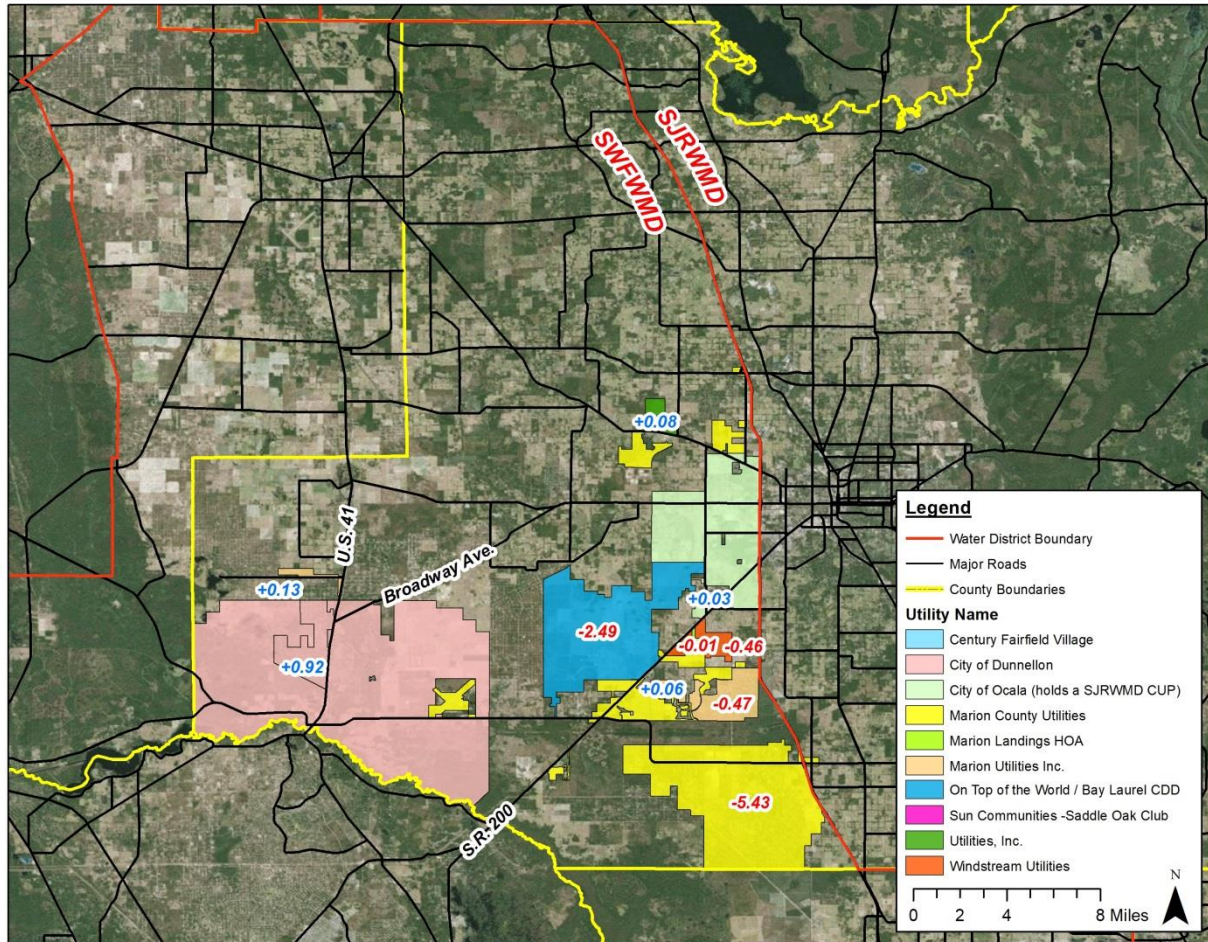 SJRWMD
SWFWMD
+0.08
U.S. 41
Broadway Ave.
+0.13
+0.03
-2.49
-0.01
-0.46
+0.92
+0.06
-0.47
-5.43
S.R. 200
Legend
Water District Boundary
Major Roads
County Boundaries
Utility Name
Century Fairfield Village
City of Dunnellon
City of Ocala (holds a SJRWMD CUP)
Marion County Utilities
Marion Landings HOA
Marion Utilities Inc.
On Top of the World / Bay Laurel CDD
Sun Communities -Saddle Oak Club
Utilities, Inc.
Windstream Utilities
N
0 2 4 8 Miles